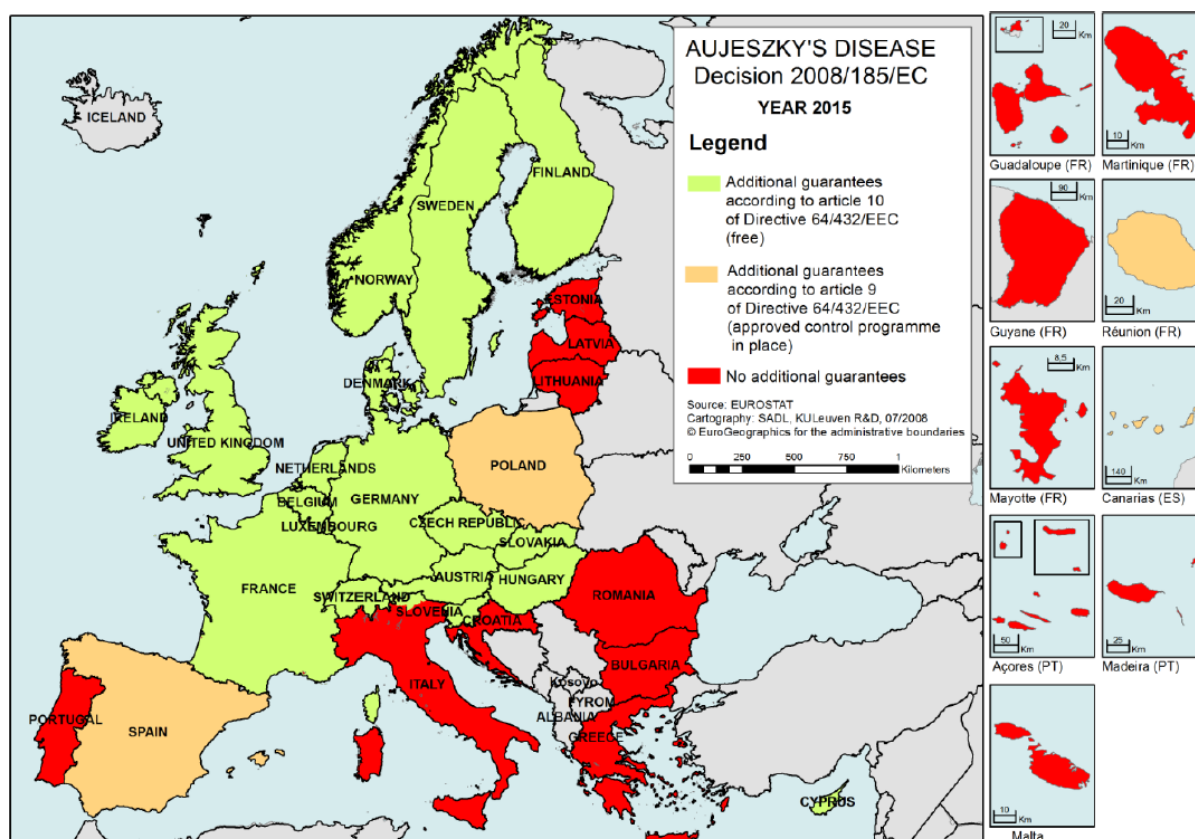 AUJESZKY'S DISEASE
Decision 2008/185/EC
YEAR 2015
Legend
Additional guarantees
according to article 10
of Directive 64/432/EEC
(free)
Additional guarantees
according to article 9
of Directive 64/432/EEC
(approved control programme
in place)
No additional guarantees
Source: EUROSTAT
Cartography: SADL, KULeuven R&D, 07/2008
© EuroGeographics for the administrative boundaries
0 250 500 750 1
Kilometers
ICELAND
FINLAND
SWEDEN
NORWAY
ESTONIA
LATVIA
LITHUANIA
DENMARK
IRELAND
UNITED KINGDOM
NETHERLANDS
POLAND
BELGIUM
GERMANY
LUXEMBOURG
CZECH REPUBLIC
SLOVAKIA
AUSTRIA
HUNGARY
FRANCE
SWITZERLAND
SLOVENIA
ROMANIA
CROATIA
BULGARIA
ITALY
Kosovo
FYROM
ALBANIA
GREECE
PORTUGAL
SPAIN
CYPRUS
20
Km
Guadaloupe (FR)
10
Km
Martinique (FR)
90
Km
Guyane (FR)
20
Km
Réunion (FR)
8,5
Km
Mayotte (FR)
140
Km
Canarias (ES)
50
Km
Açores (PT)
25
Km
Madeira (PT)
10
Km
Malta